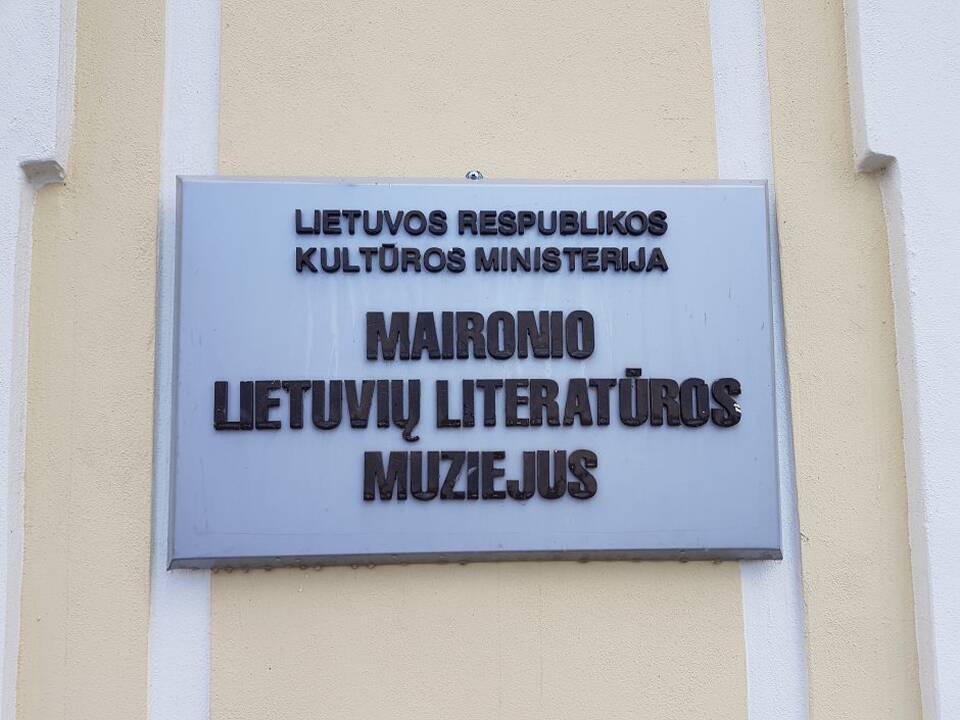 LIETUVOS RESPUBLIKOS
KULTŪROS MINISTERIJA
MAIRONIO
LIETUVIŲ LITERATŪROS
MUZIEJUS